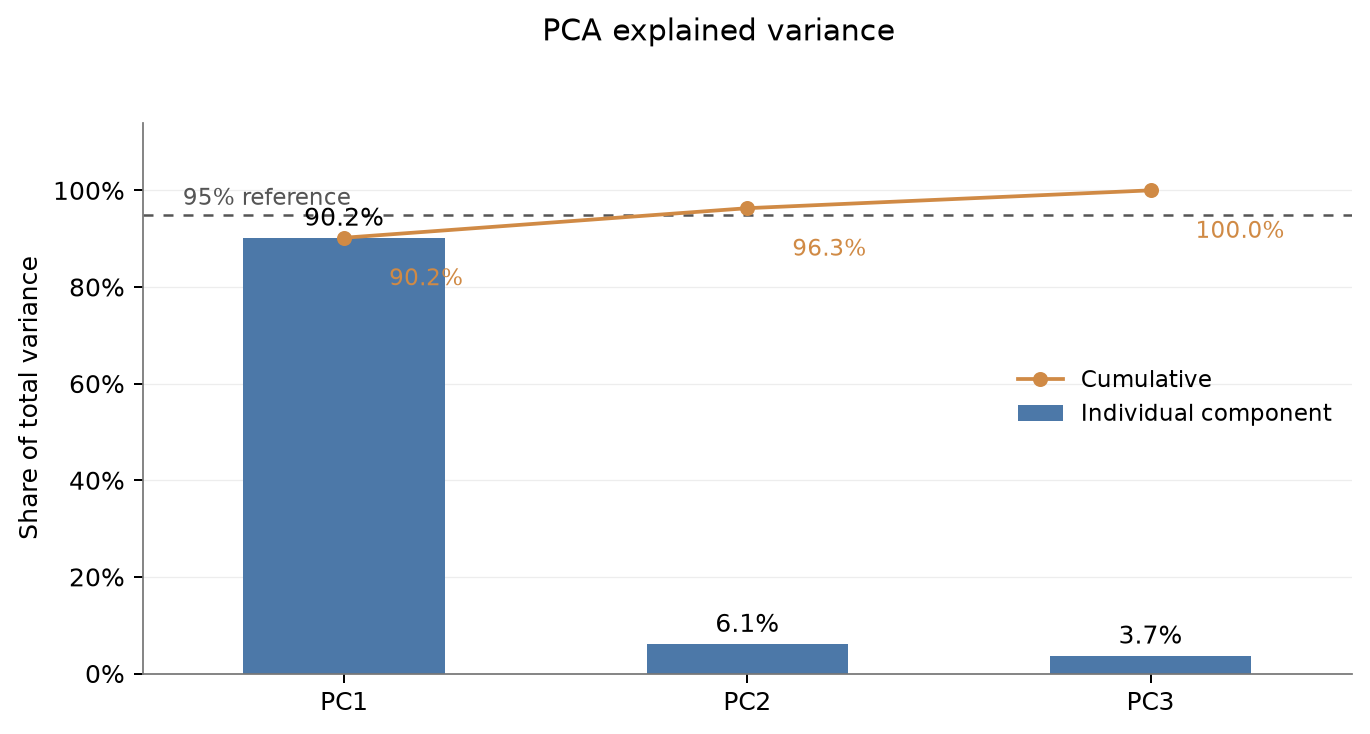 PCA explained variance
Share of total variance
100%
80%
60%
40%
20%
0%
95% reference
90.2%
90.2%
96.3%
100.0%
Cumulative
Individual component
6.1%
3.7%
PC1
PC2
PC3